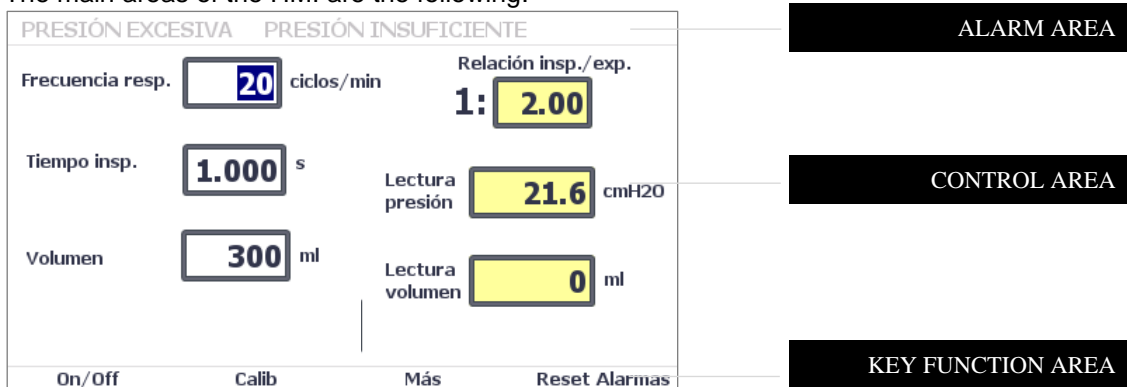 The main areas of the HMI are the following:
PRESIÓN EXCESIVA PRESIÓN INSUFICIENTE
ALARM AREA
Frecuencia resp. 20 ciclos/min
Relación insp./exp.
1: 2.00
Tiempo insp. 1.000 s
Lectura presión 21.6 cmH2O
CONTROL AREA
Volumen 300 ml
Lectura volumen 0 ml
On/Off Calib Más Reset Alarmas
KEY FUNCTION AREA